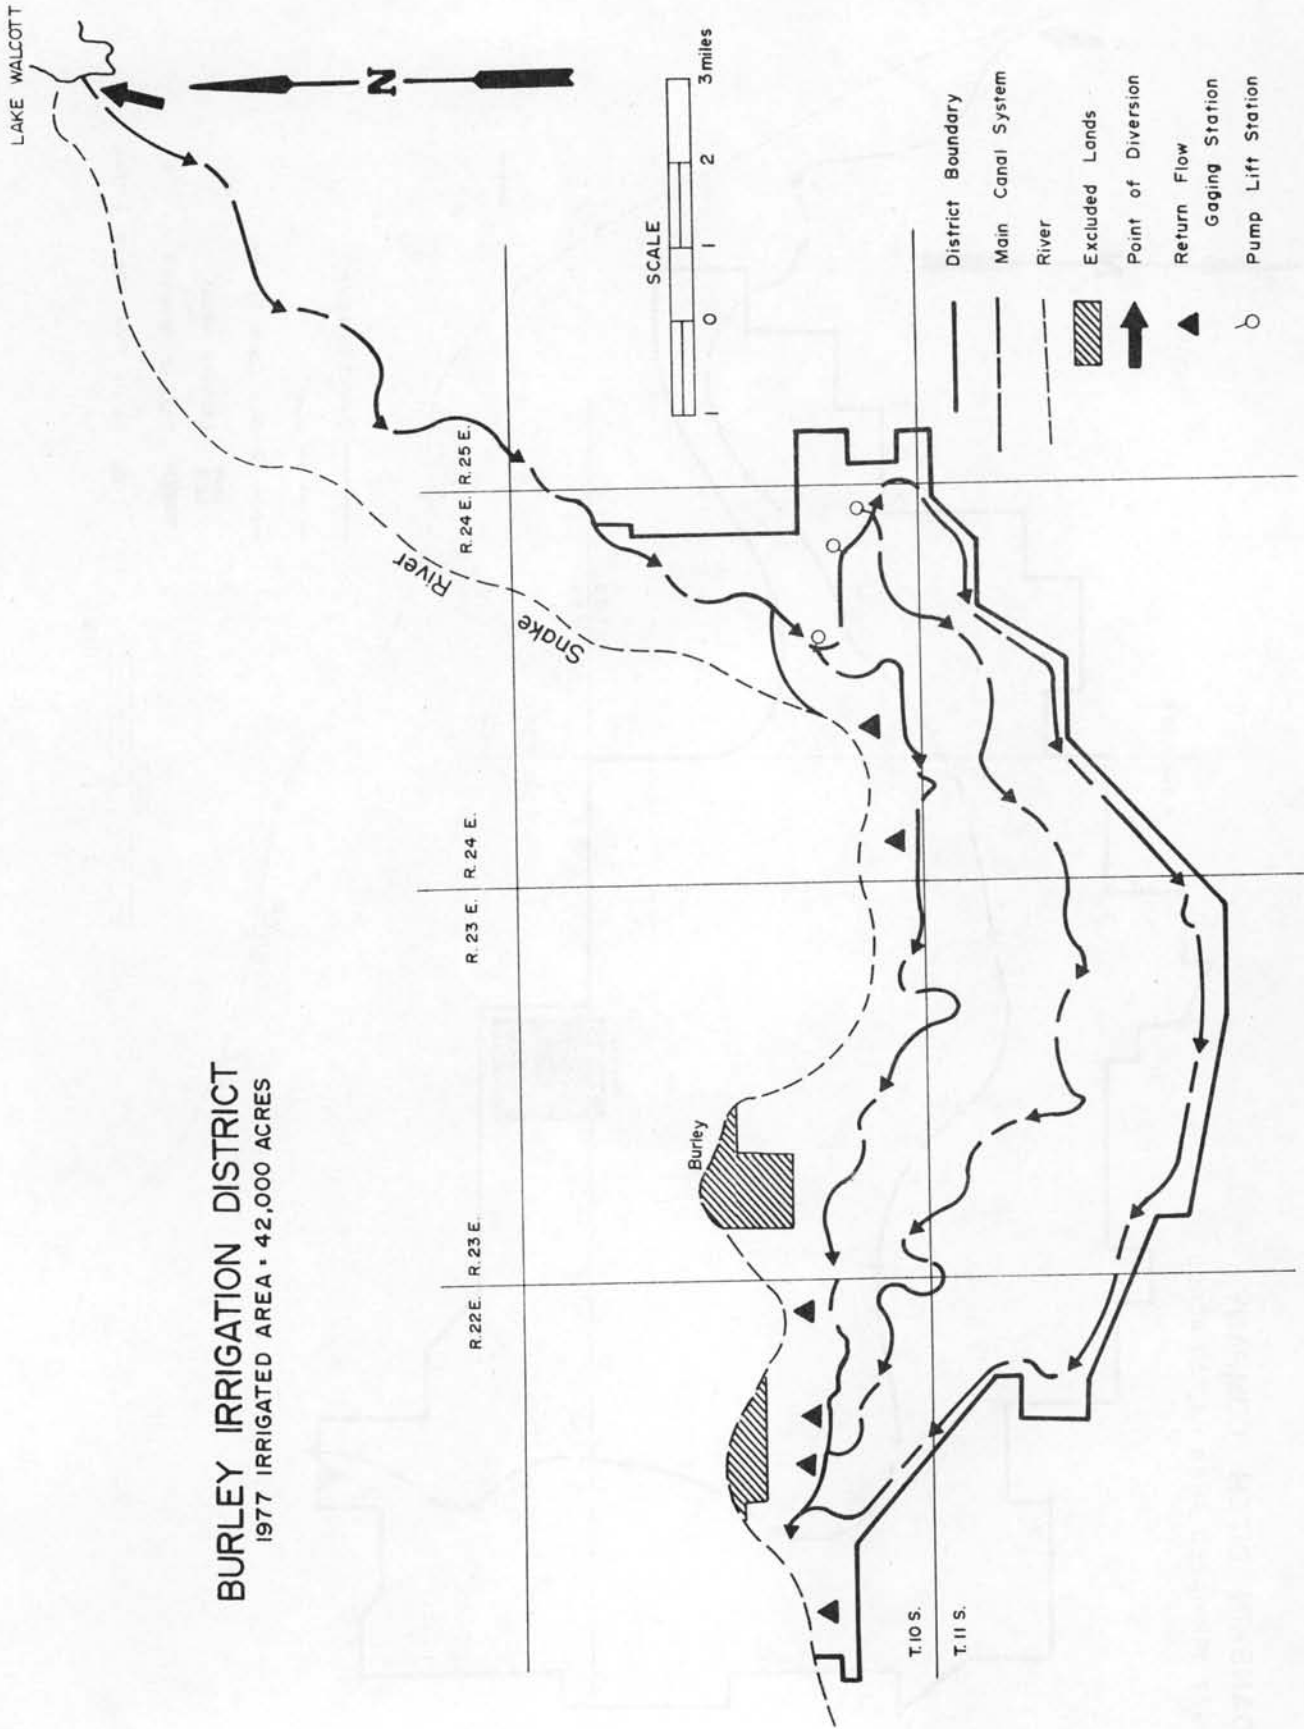 BURLEY IRRIGATION DISTRICT
1977 IRRIGATED AREA = 42,000 ACRES
LAKE WALCOTT
N
SCALE
1 0 1 2 3 miles
R. 22 E. R. 23 E.
R. 23 E. R. 24 E.
R. 24 E. R. 25 E.
Snake River
Burley
T. 10 S.
T. 11 S.
District Boundary
Main Canal System
River
Excluded Lands
Point of Diversion
Return Flow
Gaging Station
Pump Lift Station